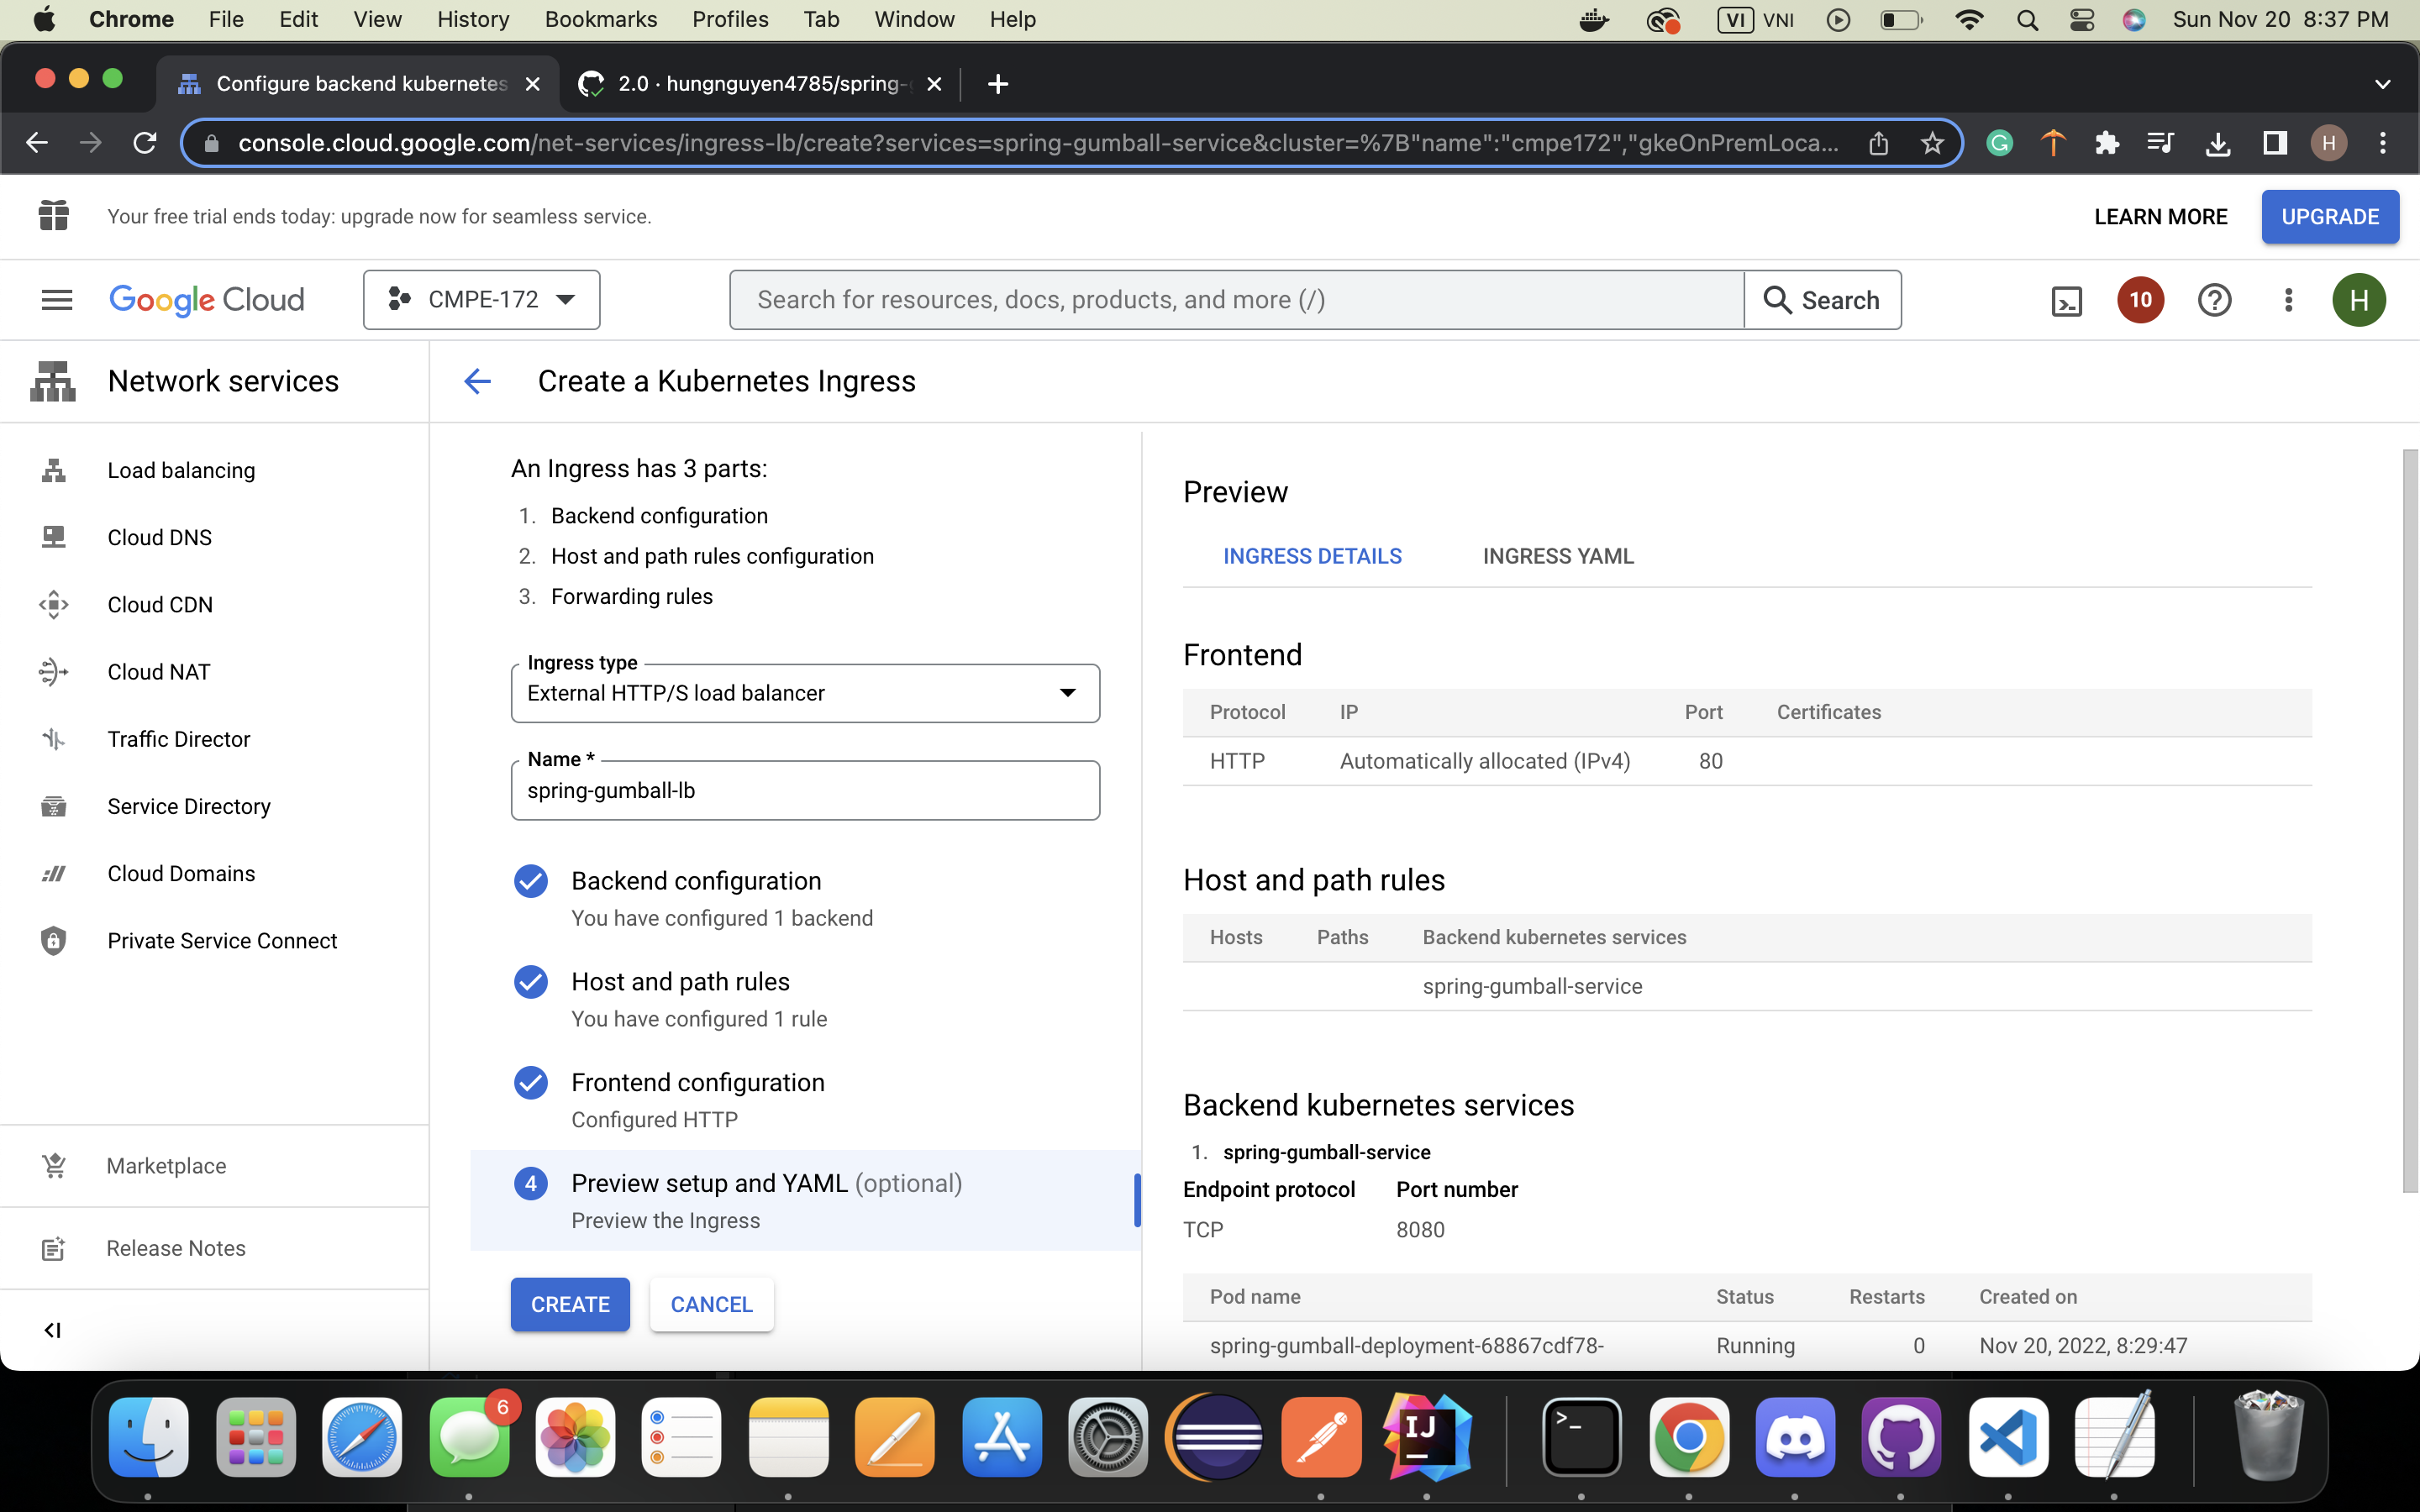 Chrome File Edit View History Bookmarks Profiles Tab Window Help VI VNI Sun Nov 20 8:37 PM
Configure backend kubernetes 2.0 · hungnguyen4785/spring-
console.cloud.google.com/net-services/ingress-lb/create?services=spring-gumball-service&cluster=%7B"name":"cmpe172","gkeOnPremLoca... G H
Your free trial ends today: upgrade now for seamless service. LEARN MORE UPGRADE
Google Cloud CMPE-172 Search for resources, docs, products, and more (/) Search 10 H
Network services
Create a Kubernetes Ingress
Load balancing
Cloud DNS
Cloud CDN
Cloud NAT
Traffic Director
Service Directory
Cloud Domains
Private Service Connect
Marketplace
Release Notes
An Ingress has 3 parts:
1. Backend configuration
2. Host and path rules configuration
3. Forwarding rules
Ingress type
External HTTP/S load balancer
Name *
spring-gumball-lb
Backend configuration
You have configured 1 backend
Host and path rules
You have configured 1 rule
Frontend configuration
Configured HTTP
4 Preview setup and YAML (optional)
Preview the Ingress
CREATE CANCEL
Preview
INGRESS DETAILS INGRESS YAML
Frontend
Protocol IP Port Certificates
HTTP Automatically allocated (IPv4) 80
Host and path rules
Hosts Paths Backend kubernetes services
spring-gumball-service
Backend kubernetes services
1. spring-gumball-service
Endpoint protocol Port number
TCP 8080
Pod name Status Restarts Created on
spring-gumball-deployment-68867cdf78- Running 0 Nov 20, 2022, 8:29:47
6
IJ